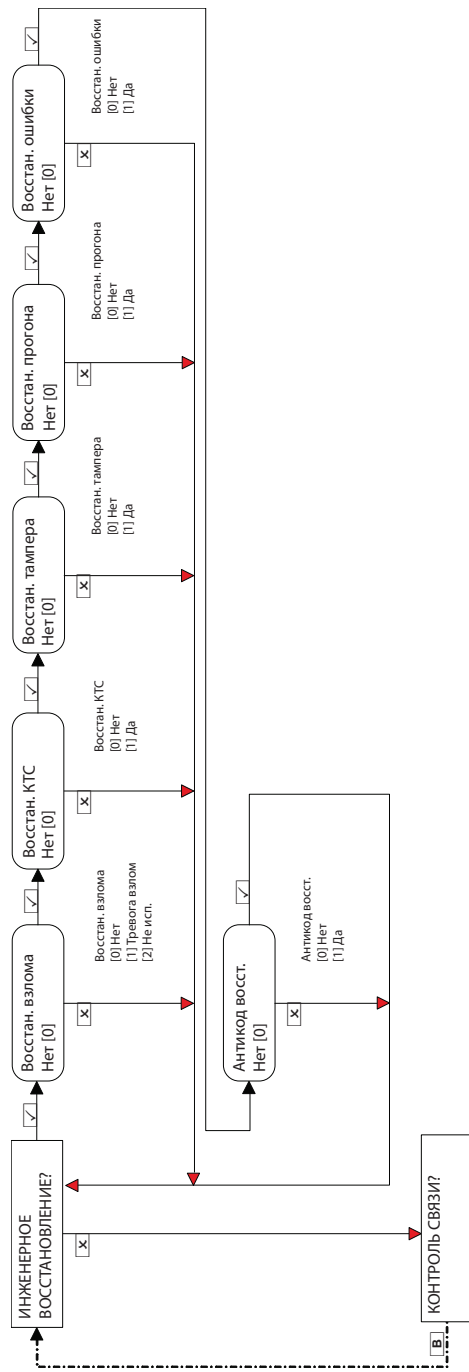 ИНЖЕНЕРНОЕ
ВОССТАНОВЛЕНИЕ?
Восстан. взлома
Нет [0]
Восстан. КТС
Нет [0]
Восстан. тампера
Нет [0]
Восстан. прогона
Нет [0]
Восстан. ошибки
Нет [0]
Восстан. взлома
[0] Нет
[1] Тревога взлом
[2] Не исп.
Восстан. КТС
[0] Нет
[1] Да
Восстан. тампера
[0] Нет
[1] Да
Восстан. прогона
[0] Нет
[1] Да
Восстан. ошибки
[0] Нет
[1] Да
Антикод восст.
Нет [0]
Антикод восст.
[0] Нет
[1] Да
КОНТРОЛЬ СВЯЗИ?
B